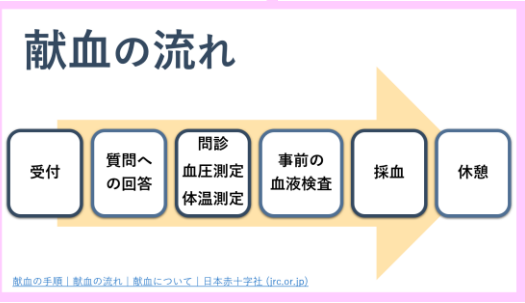 献血の流れ
受付
質問へ
の回答
問診
血圧測定
体温測定
事前の
血液検査
採血
休憩
献血の手順｜献血の流れ｜献血について｜日本赤十字社 (jrc.or.jp)